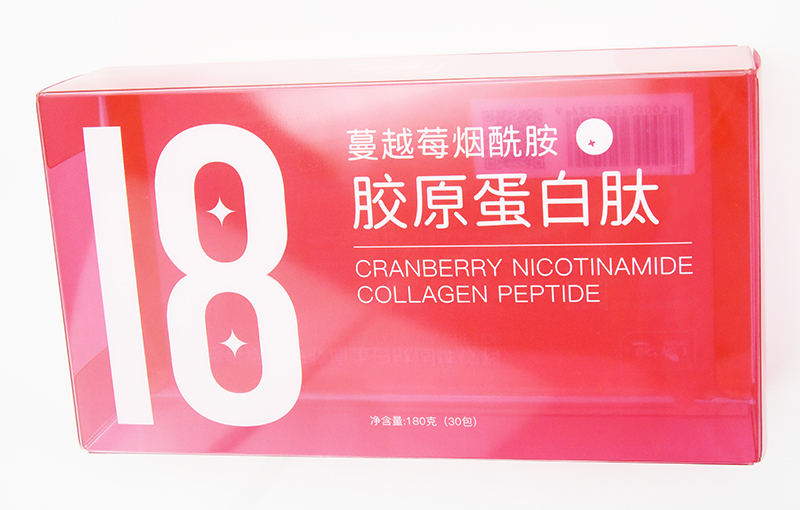 18
蔓越莓烟酰胺
胶原蛋白肽
CRANBERRY NICOTINAMIDE
COLLAGEN PEPTIDE
净含量:180克（30包）